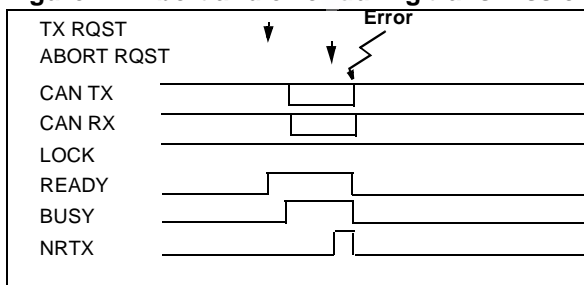 TX RQST
Error
ABORT RQST
CAN TX
CAN RX
LOCK
READY
BUSY
NRTX